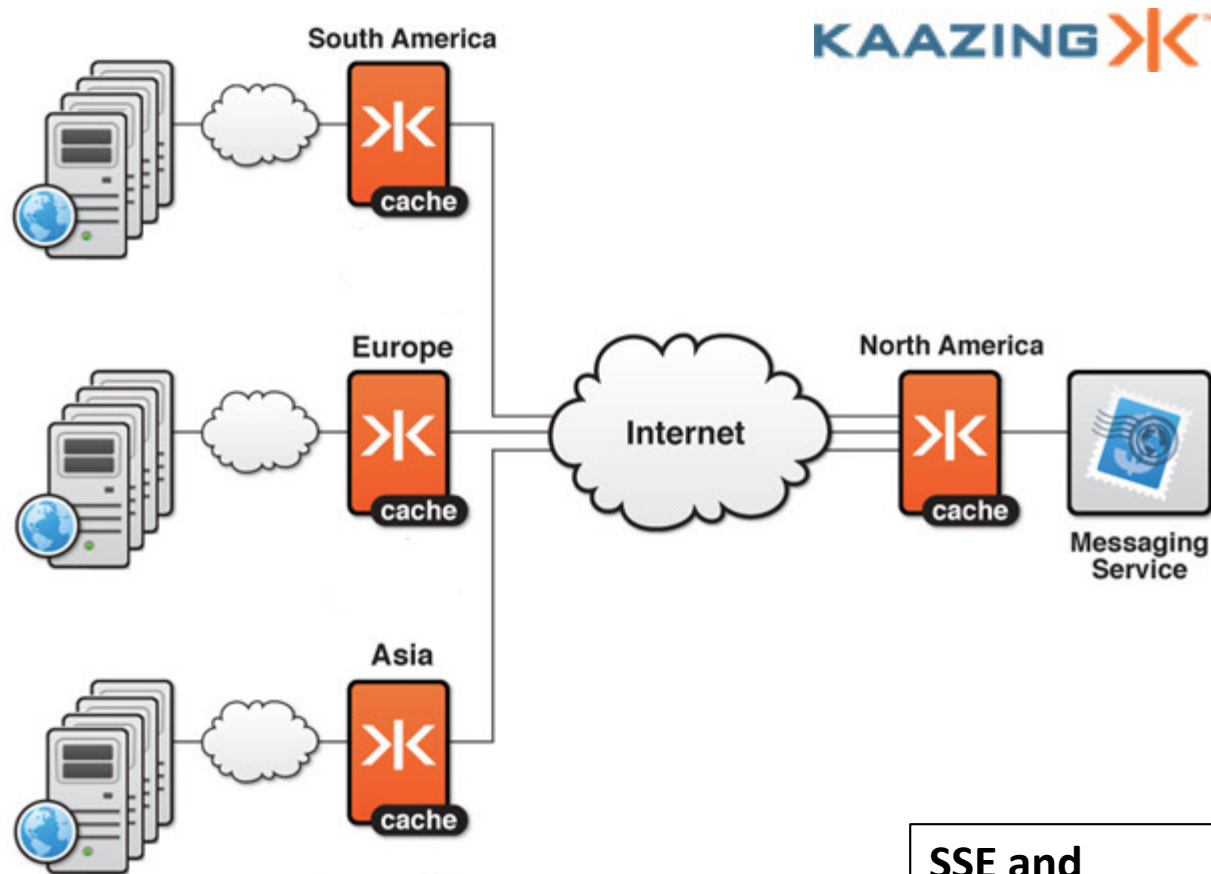 KAAZING
South America
cache
Europe
cache
Internet
North America
cache
Messaging
Service
Asia
cache
SSE and